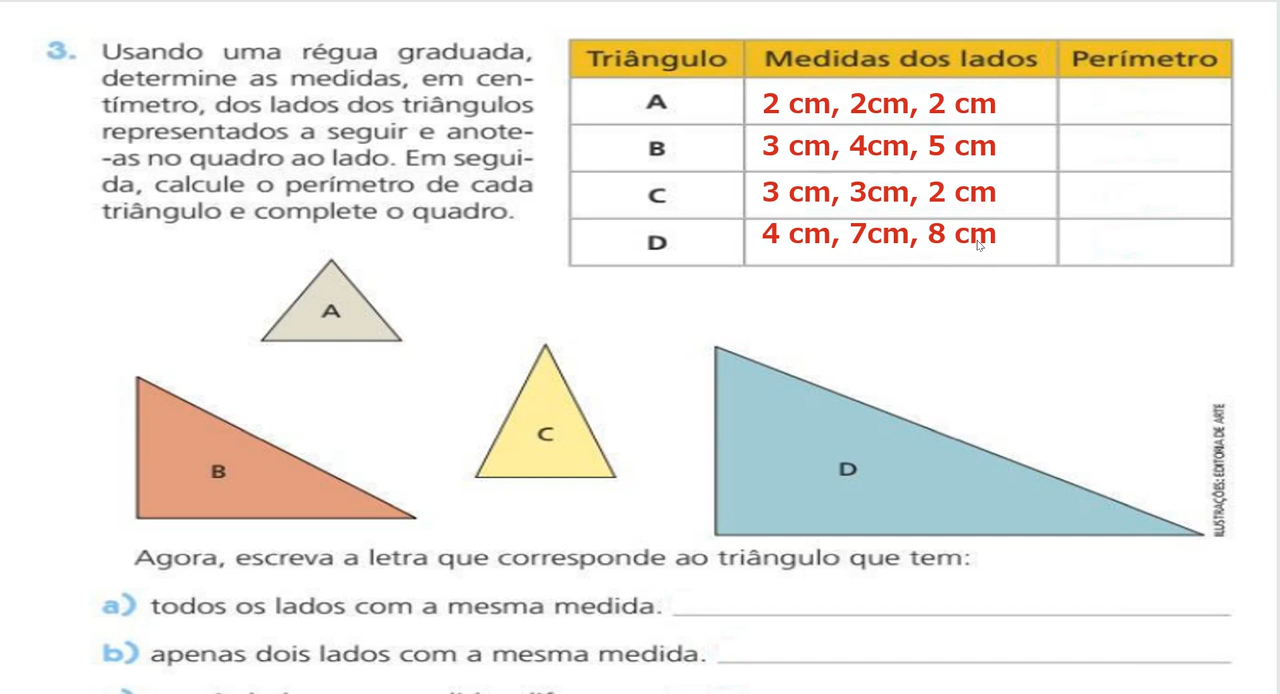 3. Usando uma régua graduada,
determine as medidas, em cen-
tímetro, dos lados dos triângulos
representados a seguir e anote-
-as no quadro ao lado. Em segui-
da, calcule o perímetro de cada
triângulo e complete o quadro.
Triângulo Medidas dos lados Perímetro
A 2 cm, 2cm, 2 cm
B 3 cm, 4cm, 5 cm
C 3 cm, 3cm, 2 cm
D 4 cm, 7cm, 8 cm
A
B
C
D
ILUSTRAÇÕES: EDITORIA DE ARTE
Agora, escreva a letra que corresponde ao triângulo que tem:
a) todos os lados com a mesma medida.
b) apenas dois lados com a mesma medida.